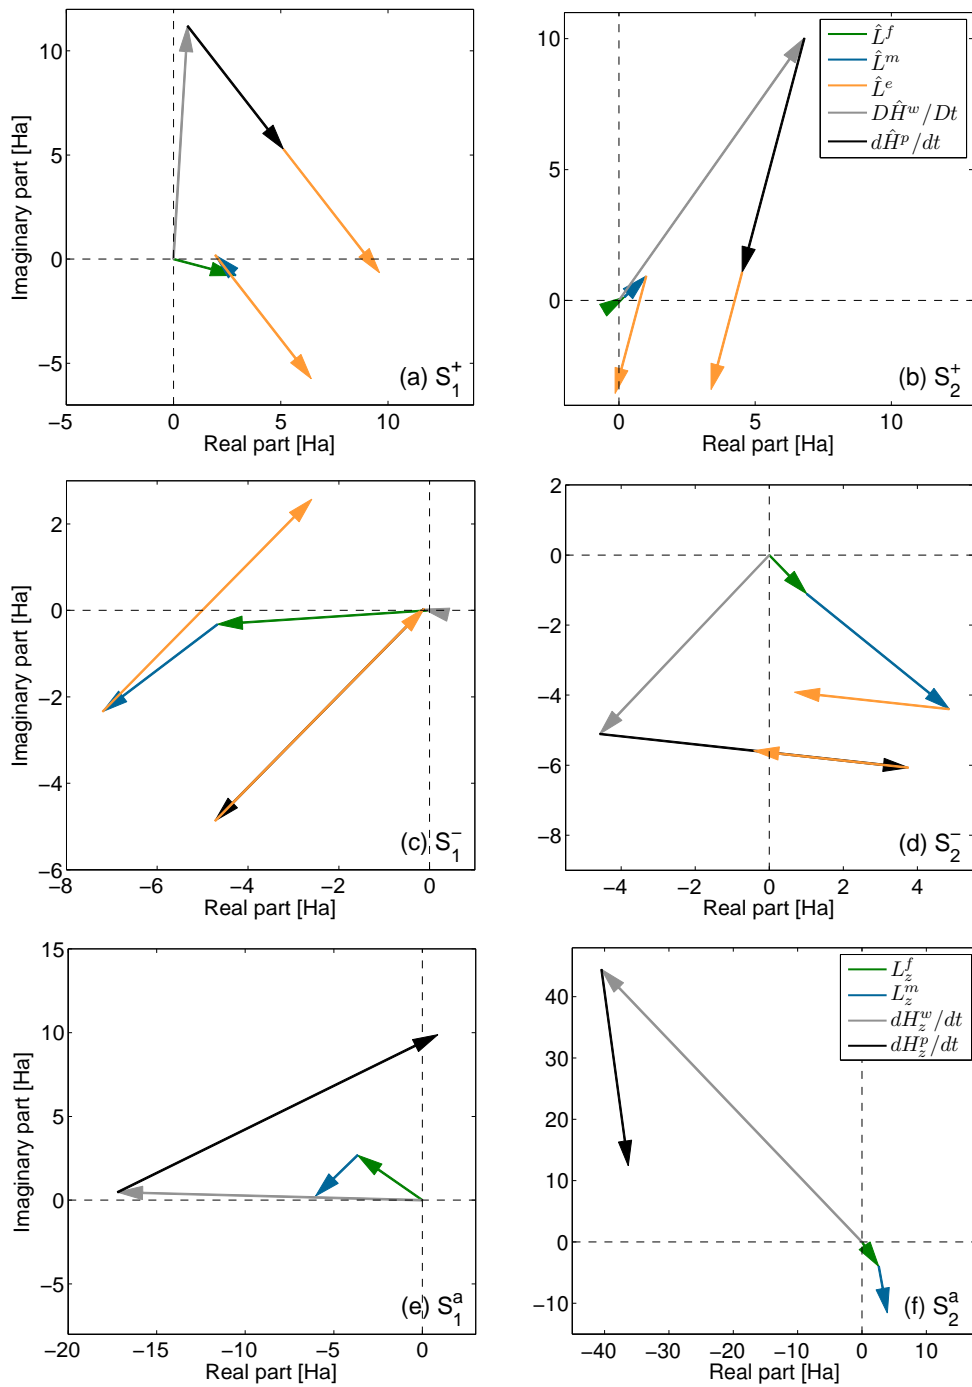 10
5
0
−5
Imaginary part [Ha]
−5
0
5
10
Real part [Ha]
(a) S₁⁺
10
5
0
0
5
10
Real part [Ha]
(b) S₂⁺
L̂ᶠ
L̂ᵐ
L̂ᵉ
DĤʷ/Dt
dĤᵖ/dt
2
0
−2
−4
−6
Imaginary part [Ha]
−8
−6
−4
−2
0
Real part [Ha]
(c) S₁⁻
2
0
−2
−4
−6
−8
−4
−2
0
2
4
Real part [Ha]
(d) S₂⁻
15
10
5
0
−5
Imaginary part [Ha]
−20
−15
−10
−5
0
Real part [Ha]
(e) S₁ᵃ
40
30
20
10
0
−10
−40
−30
−20
−10
0
10
Real part [Ha]
(f) S₂ᵃ
L_z^f
L_z^m
dH_z^w/dt
dH_z^p/dt